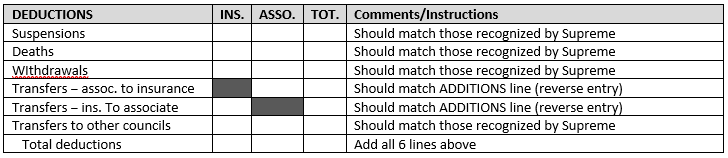 DEDUCTIONS INS. ASSO. TOT. Comments/Instructions
Suspensions Should match those recognized by Supreme
Deaths Should match those recognized by Supreme
WIthdrawals Should match those recognized by Supreme
Transfers – assoc. to insurance Should match ADDITIONS line (reverse entry)
Transfers – ins. To associate Should match ADDITIONS line (reverse entry)
Transfers to other councils Should match those recognized by Supreme
Total deductions Add all 6 lines above